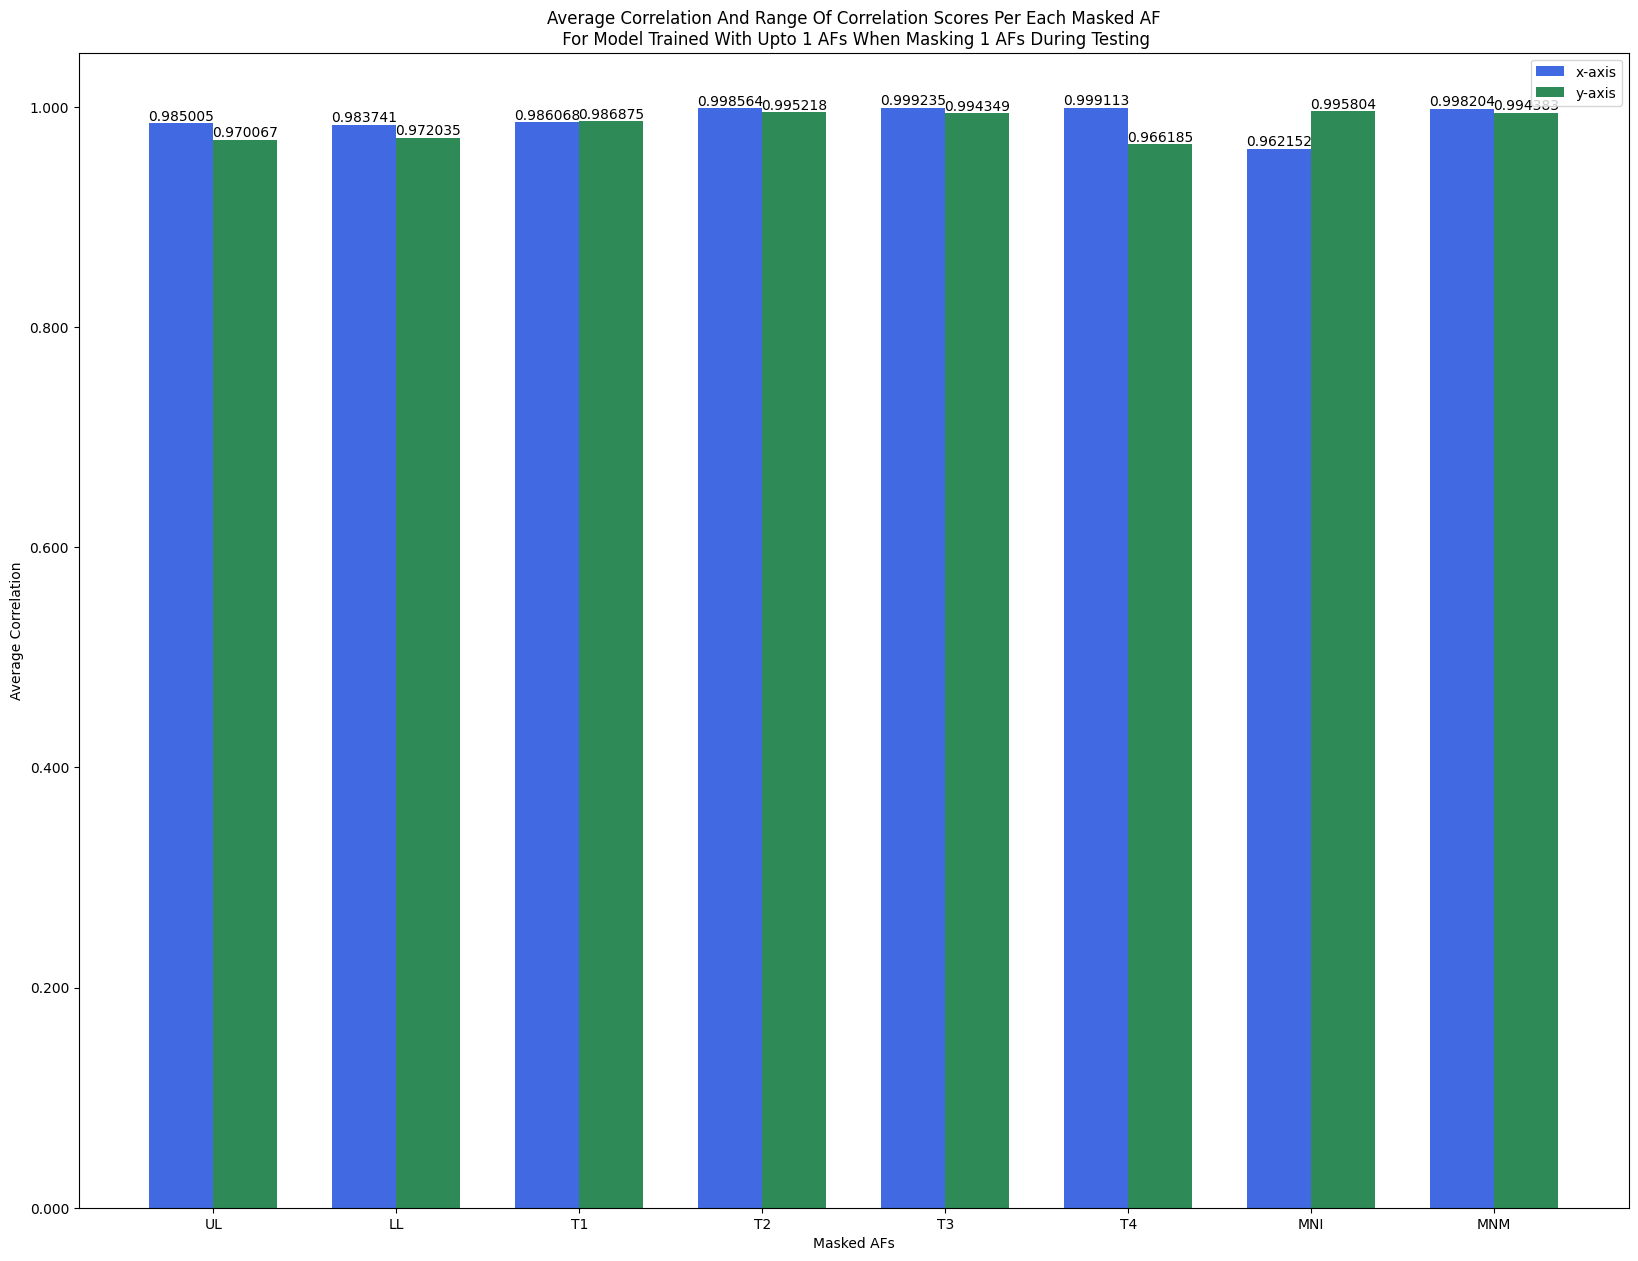 Average Correlation And Range Of Correlation Scores Per Each Masked AF
For Model Trained With Upto 1 AFs When Masking 1 AFs During Testing
x-axis
y-axis
1.000
0.800
0.600
0.400
0.200
0.000
Average Correlation
0.985005
0.970067
0.983741
0.972035
0.986068
0.986875
0.998564
0.995218
0.999235
0.994349
0.999113
0.966185
0.962152
0.995804
0.998204
0.994383
UL
LL
T1
T2
T3
T4
MNI
MNM
Masked AFs